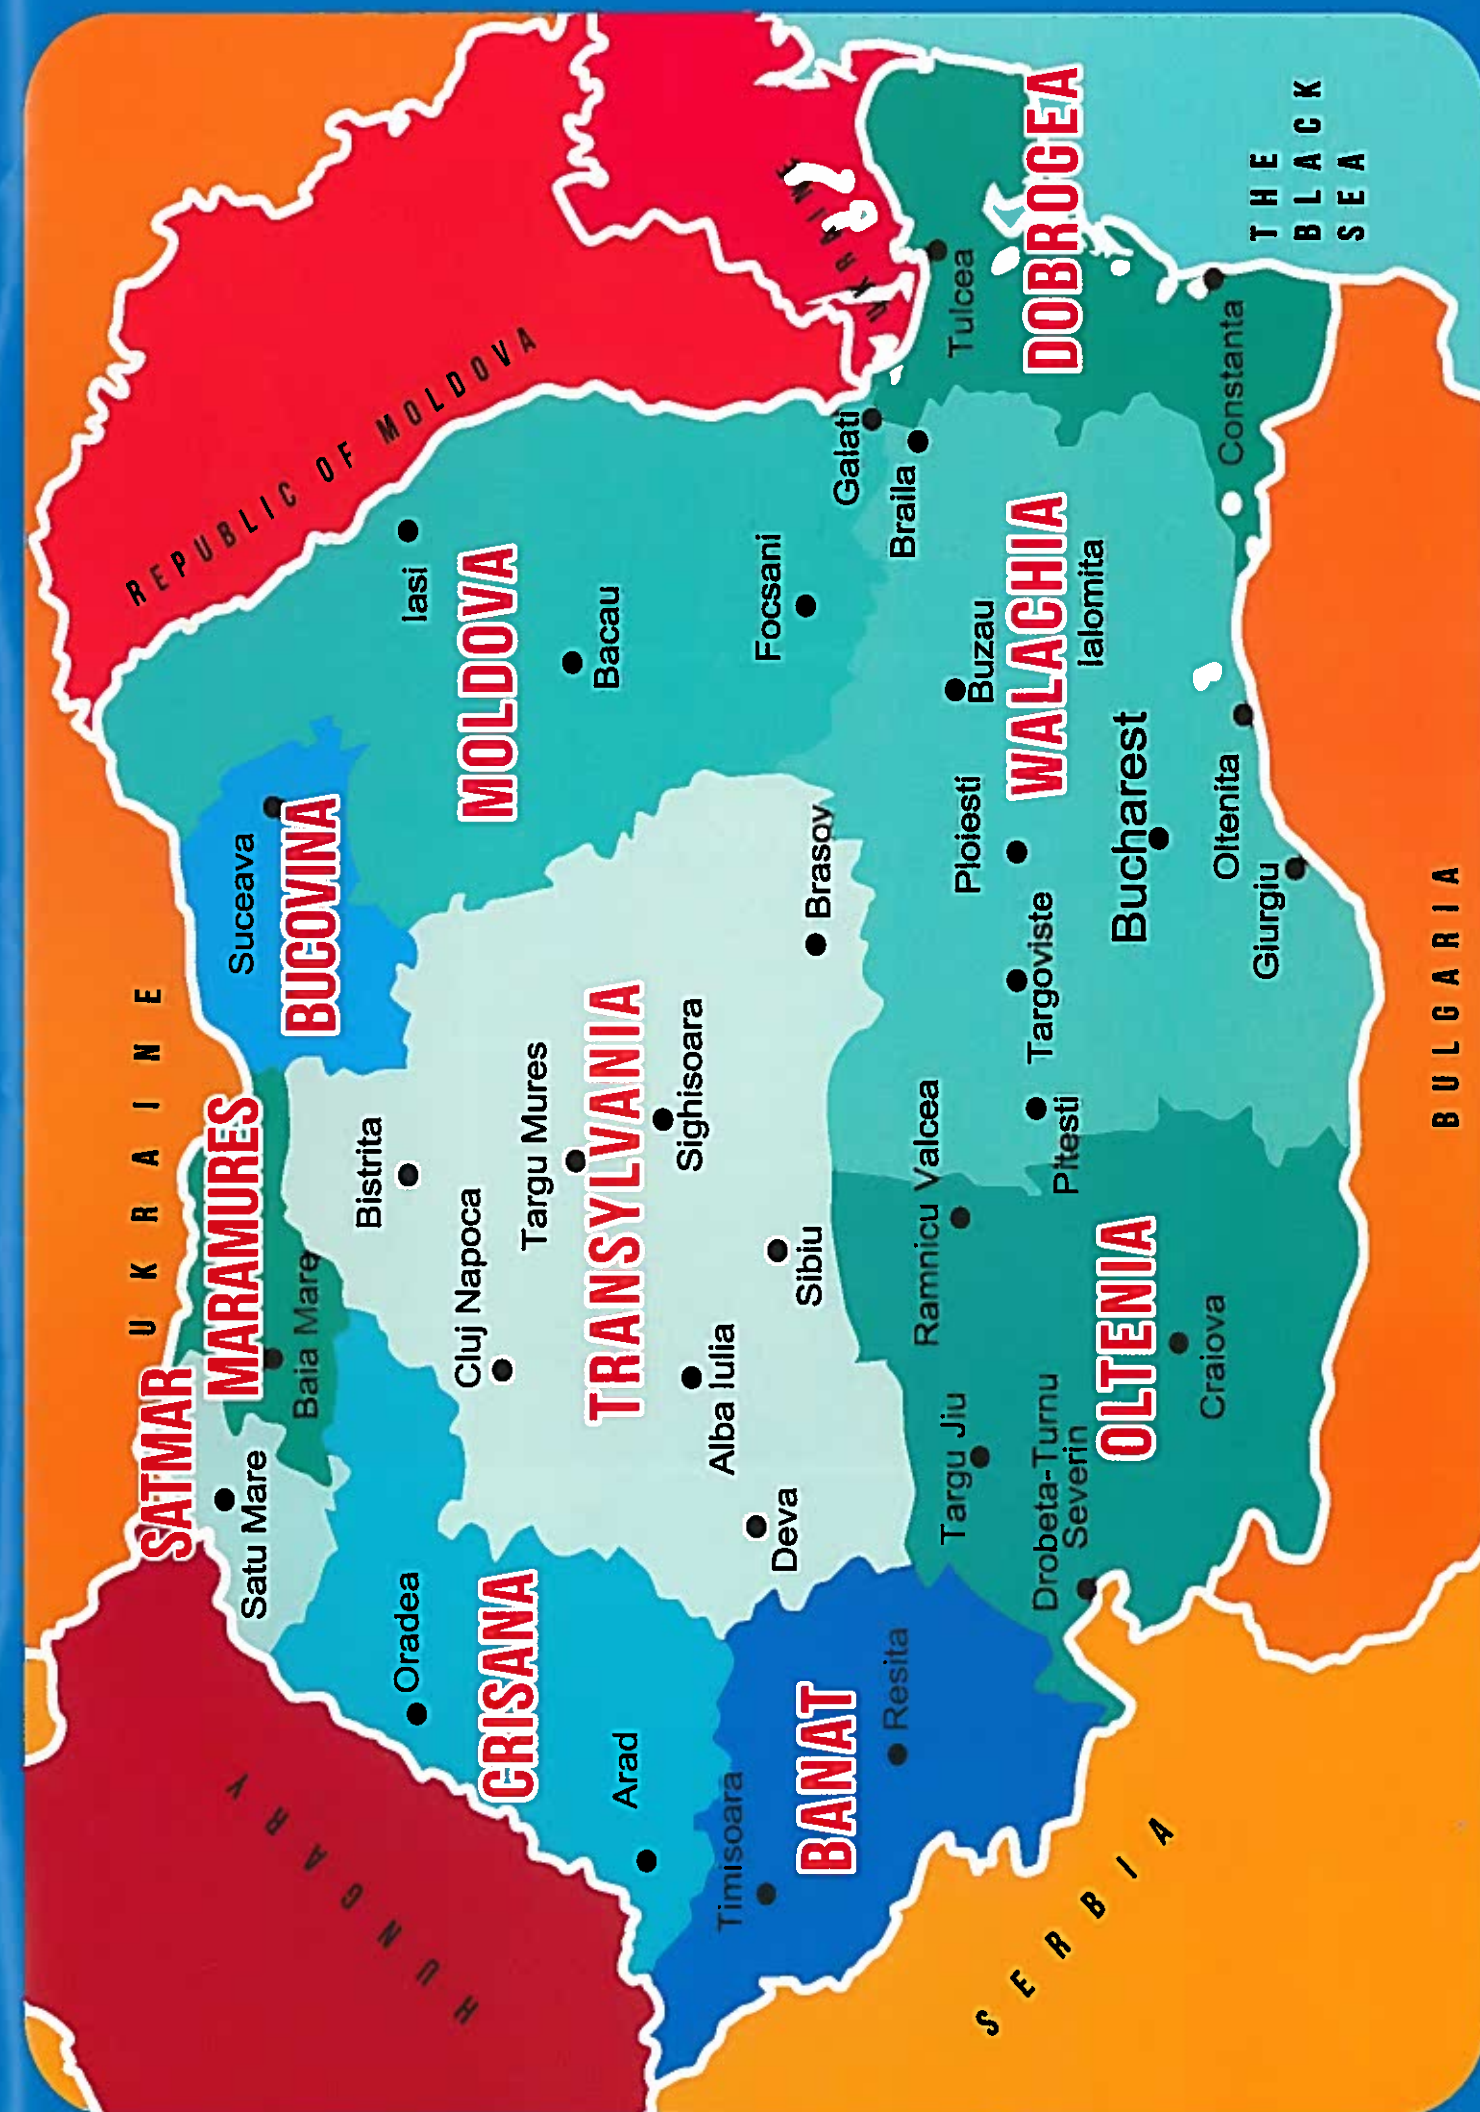 UKRAINE
REPUBLIC OF MOLDOVA
UKRAINE
HUNGARY
SERBIA
BULGARIA
THE
BLACK
SEA
SATMAR
Satu Mare
MARAMURES
Baia Mare
BUCOVINA
Suceava
MOLDOVA
Iasi
Bacau
Focsani
Galati
CRISANA
Oradea
Arad
TRANSYLVANIA
Bistrita
Cluj Napoca
Targu Mures
Sighisoara
Alba Iulia
Sibiu
Deva
Brasov
BANAT
Timisoara
Resita
OLTENIA
Ramnicu Valcea
Targu Jiu
Drobeta-Turnu
Severin
Craiova
WALACHIA
Braila
Buzau
Ialomita
Ploiesti
Targoviste
Pitesti
Bucharest
Oltenita
Giurgiu
DOBROGEA
Tulcea
Constanta